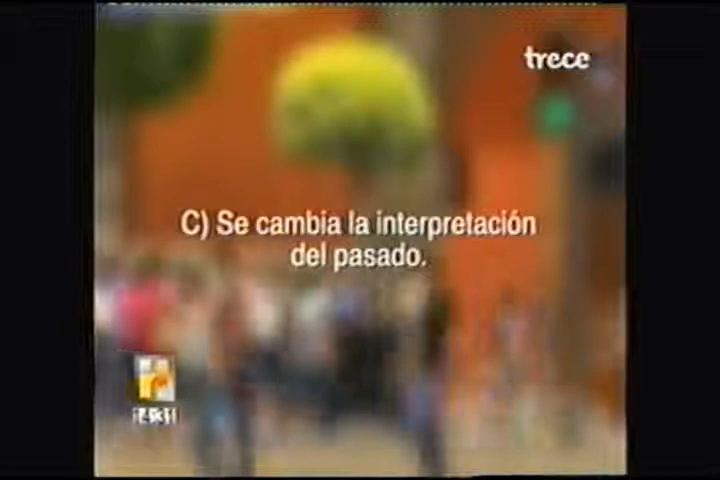 trece
C) Se cambia la interpretación
del pasado.